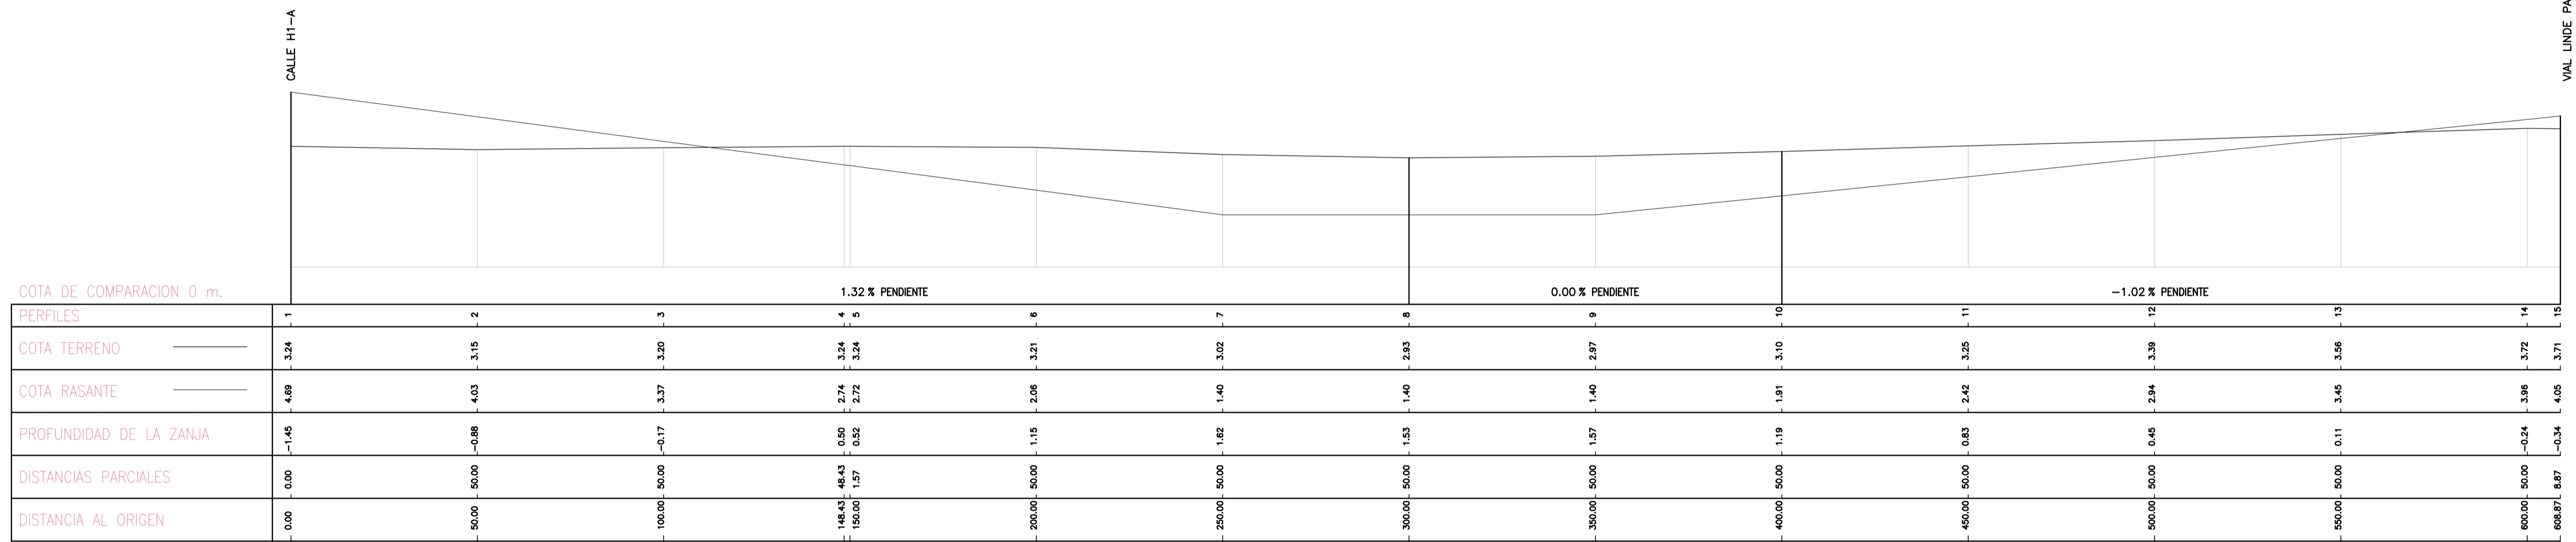 CALLE H1-A
VIAL LINDE PA
COTA DE COMPARACION 0 m.
1.32 % PENDIENTE
0.00 % PENDIENTE
-1.02 % PENDIENTE
PERFILES 1 2 3 4 5 6 7 8 9 10 11 12 13 14 15
COTA TERRENO 3.24 3.15 3.20 3.24 3.24 3.21 3.02 2.93 2.97 3.10 3.25 3.39 3.56 3.72 3.71
COTA RASANTE 4.69 4.03 3.37 2.74 2.72 2.06 1.40 1.40 1.40 1.91 2.42 2.94 3.45 3.96 4.05
PROFUNDIDAD DE LA ZANJA -1.45 -0.88 -0.17 0.50 0.52 1.15 1.62 1.53 1.57 1.19 0.83 0.45 0.11 -0.24 -0.34
DISTANCIAS PARCIALES 0.00 50.00 50.00 48.43 1.57 50.00 50.00 50.00 50.00 50.00 50.00 50.00 50.00 50.00 8.87
DISTANCIA AL ORIGEN 0.00 50.00 100.00 148.43 150.00 200.00 250.00 300.00 350.00 400.00 450.00 500.00 550.00 600.00 608.87